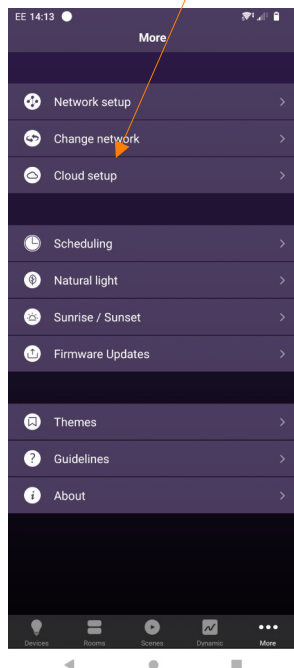 EE 14:13
More
Network setup
Change network
Cloud setup
Scheduling
Natural light
Sunrise / Sunset
Firmware Updates
Themes
Guidelines
About
Devices Rooms Scenes Dynamic More